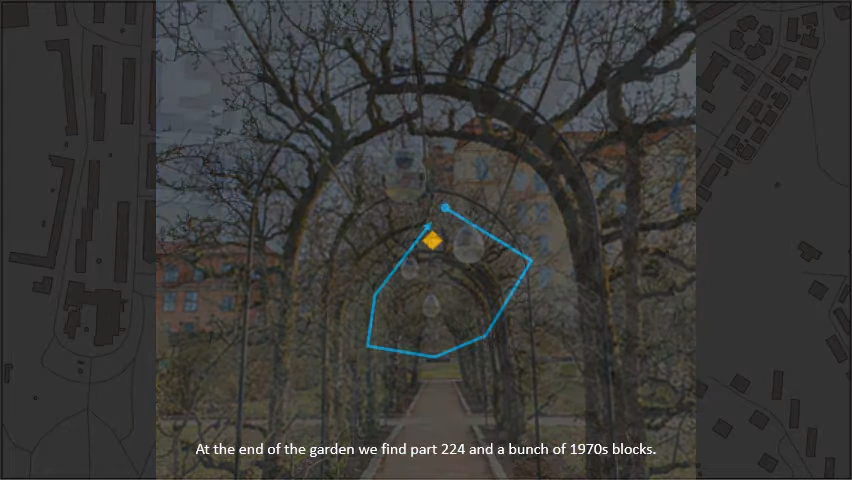 At the end of the garden we find part 224 and a bunch of 1970s blocks.